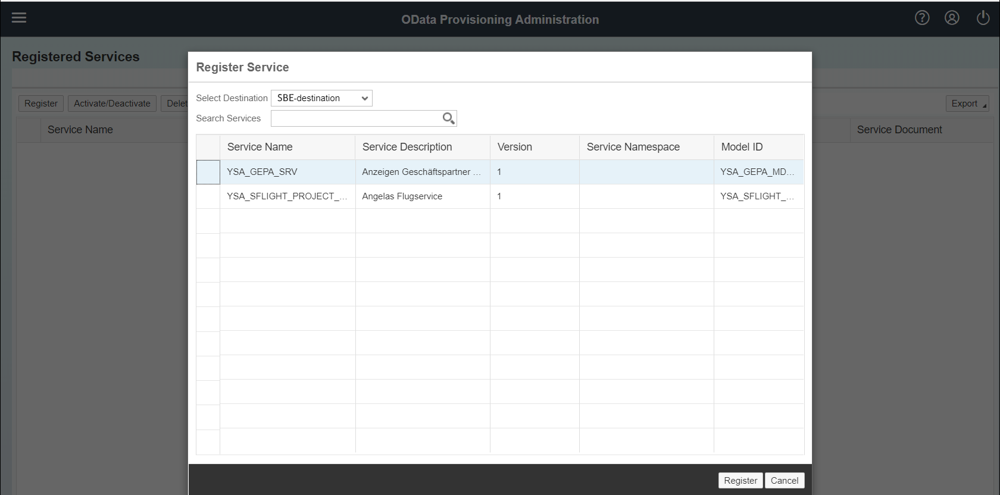 OData Provisioning Administration
Registered Services
Register Service
Select Destination SBE-destination
Search Services
Register Activate/Deactivate Delet
Export
Service Name
Service Document
Service Name Service Description Version Service Namespace Model ID
YSA_GEPA_SRV Anzeigen Geschäftspartner ... 1 YSA_GEPA_MD...
YSA_SFLIGHT_PROJECT_... Angelas Flugservice 1 YSA_SFLIGHT_...
Register Cancel